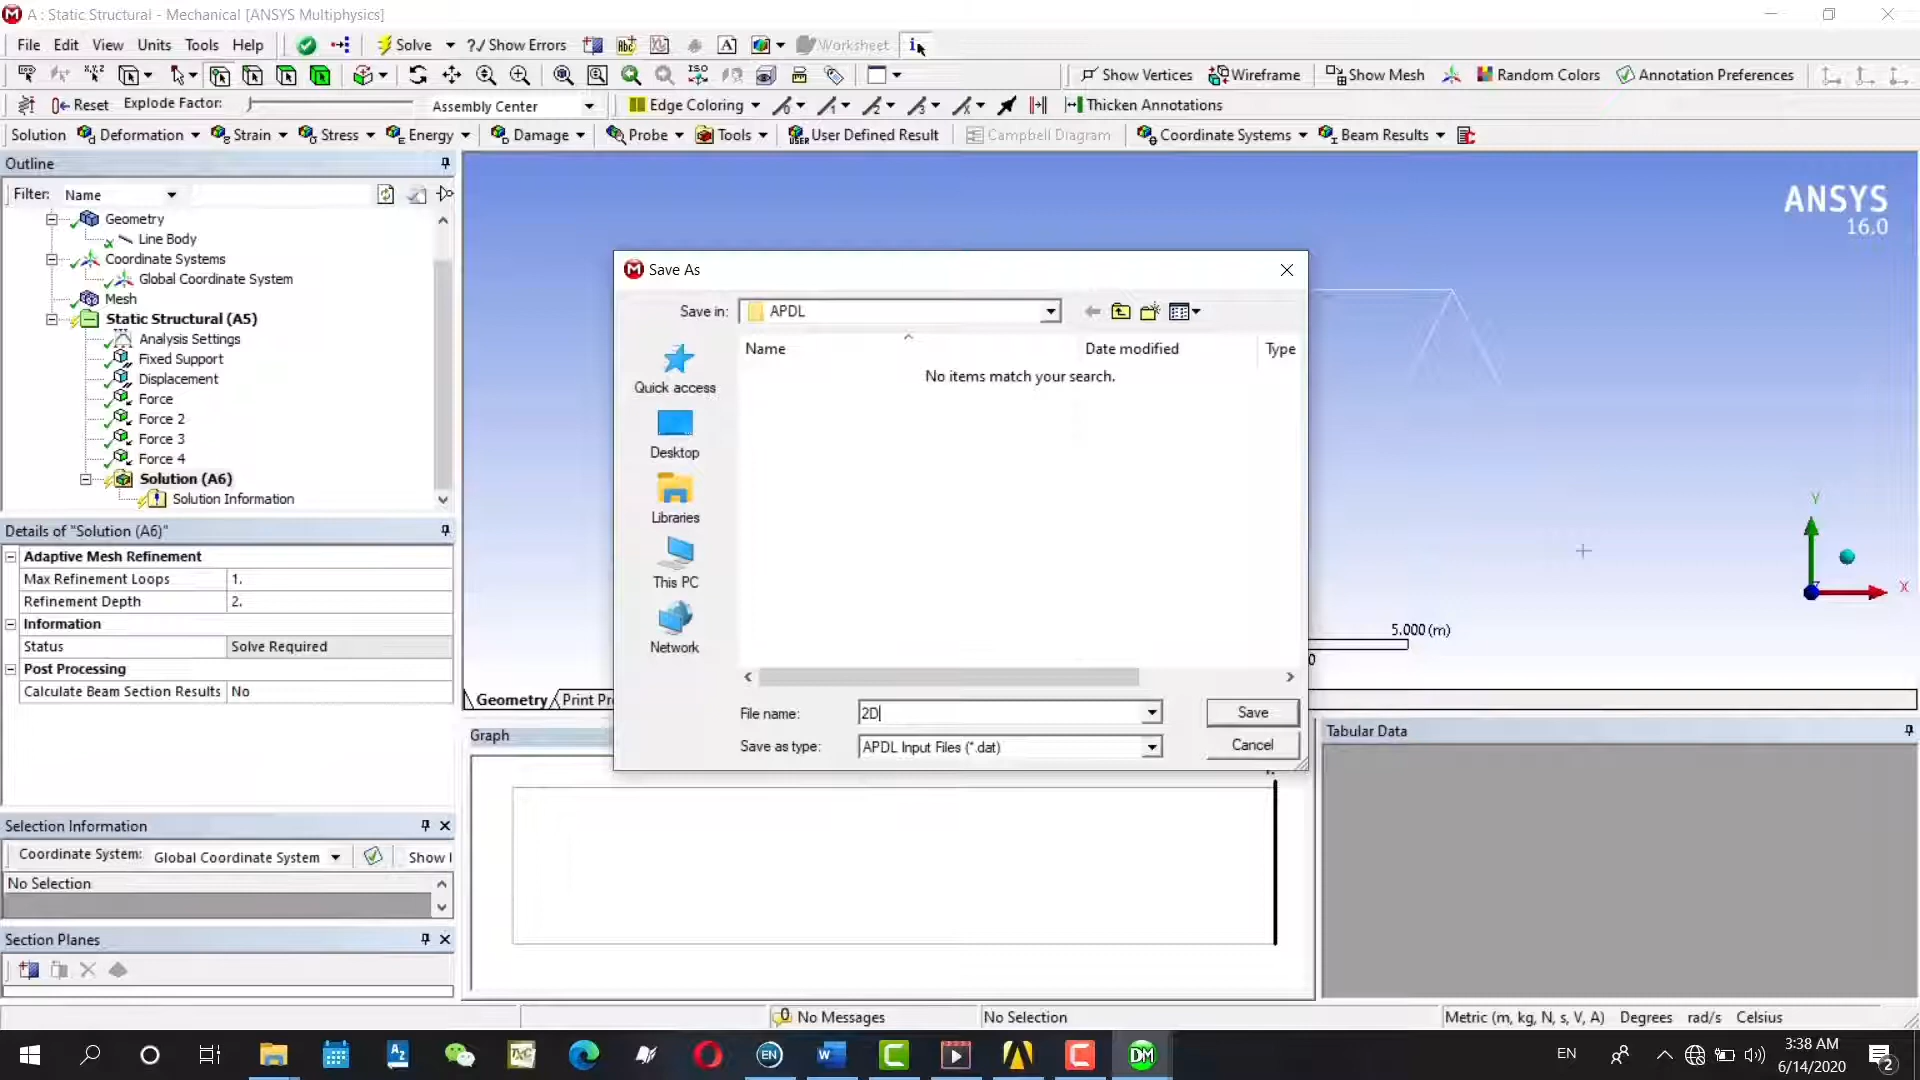 A : Static Structural - Mechanical [ANSYS Multiphysics]
File Edit View Units Tools Help Solve ?/ Show Errors Worksheet
Show Vertices Wireframe Show Mesh Random Colors Annotation Preferences
Reset Explode Factor: Assembly Center Edge Coloring Thicken Annotations
Solution Deformation Strain Stress Energy Damage Probe Tools User Defined Result Campbell Diagram Coordinate Systems Beam Results
Outline
Filter: Name
Geometry
Line Body
Coordinate Systems
Global Coordinate System
Mesh
Static Structural (A5)
Analysis Settings
Fixed Support
Displacement
Force
Force 2
Force 3
Force 4
Solution (A6)
Solution Information
Details of "Solution (A6)"
Adaptive Mesh Refinement
Max Refinement Loops 1.
Refinement Depth 2.
Information
Status Solve Required
Post Processing
Calculate Beam Section Results No
Selection Information
Coordinate System: Global Coordinate System Show
No Selection
Section Planes
ANSYS
16.0
Save As
Save in: APDL
Name Date modified Type
No items match your search.
Quick access
Desktop
Libraries
This PC
Network
File name: 2D
Save
Save as type: APDL Input Files (*.dat)
Cancel
Y
X
5.000 (m)
0
Geometry Print Pr
Graph
Tabular Data
No Messages No Selection Metric (m, kg, N, s, V, A) Degrees rad/s Celsius
EN
DM
EN
3:38 AM
6/14/2020
2